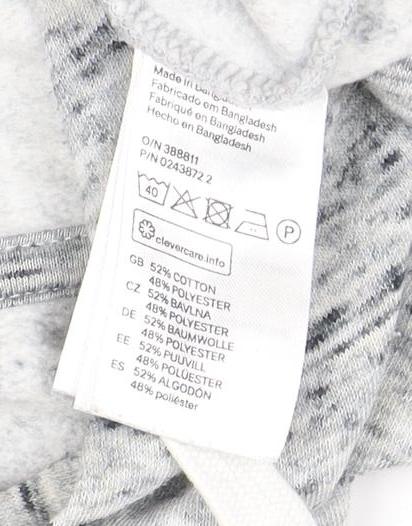 Made in Bangladesh
Fabricado em Bangladesh
Fabriqué en Bangladesh
Hecho en Bangladesh
O/N 388811
P/N 0243872 2
40
P
clevercare.info
GB 52% COTTON
48% POLYESTER
CZ 52% BAVLNA
48% POLYESTER
DE 52% BAUMWOLLE
48% POLYESTER
EE 52% PUUVILL
48% POLÜESTER
ES 52% ALGODÓN
48% poliéster